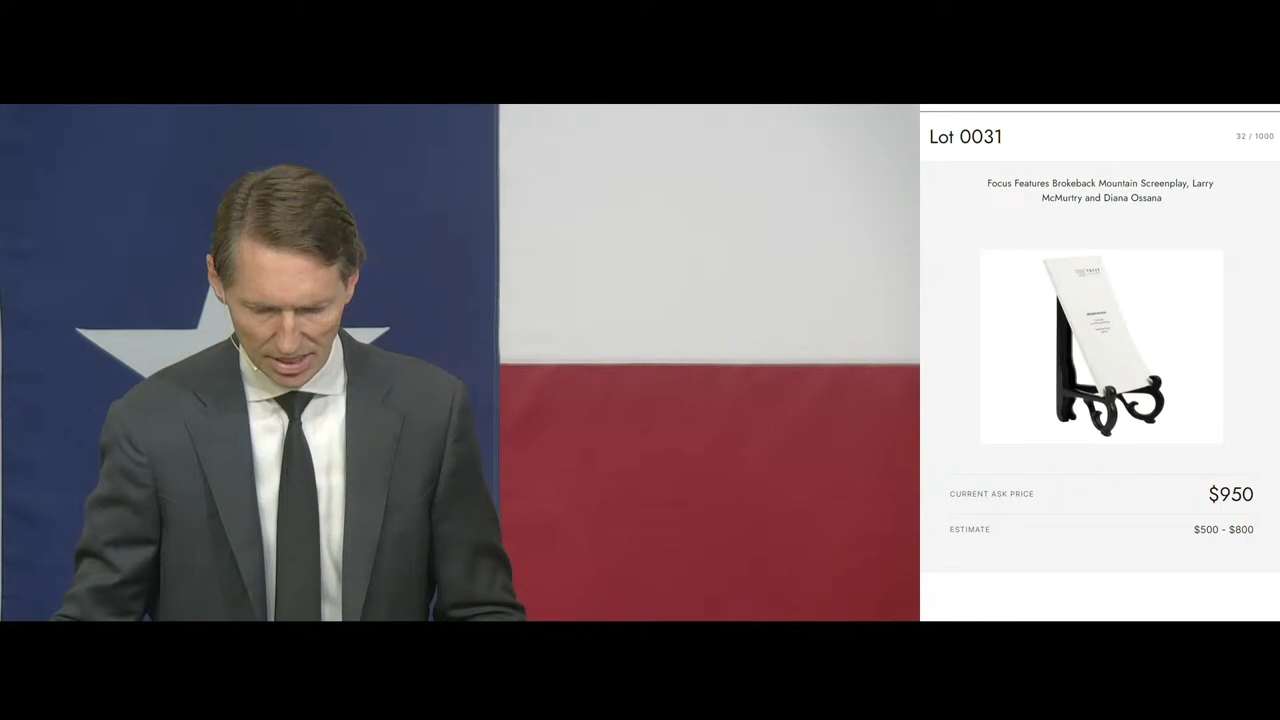 Lot 0031
32 / 1000
Focus Features Brokeback Mountain Screenplay, Larry
McMurtry and Diana Ossana
CURRENT ASK PRICE
$950
ESTIMATE
$500 - $800